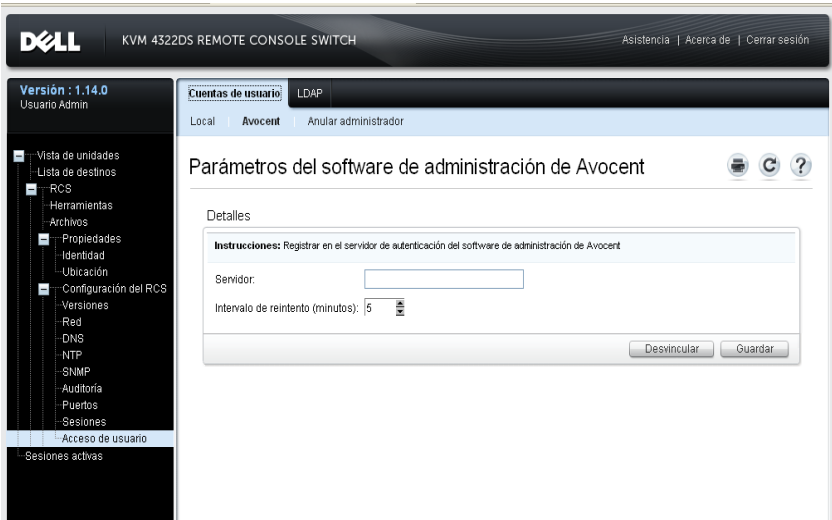 DELL
KVM 4322DS REMOTE CONSOLE SWITCH
Asistencia | Acerca de | Cerrar sesión
Versión : 1.14.0
Usuario Admin
Cuentas de usuario
LDAP
Local
Avocent
Anular administrador
Vista de unidades
Lista de destinos
RCS
Herramientas
Archivos
Propiedades
Identidad
Ubicación
Configuración del RCS
Versiones
Red
DNS
NTP
SNMP
Auditoría
Puertos
Sesiones
Acceso de usuario
Sesiones activas
Parámetros del software de administración de Avocent
?
Detalles
Instrucciones: Registrar en el servidor de autenticación del software de administración de Avocent
Servidor:
Intervalo de reintento (minutos): 5
Desvincular
Guardar